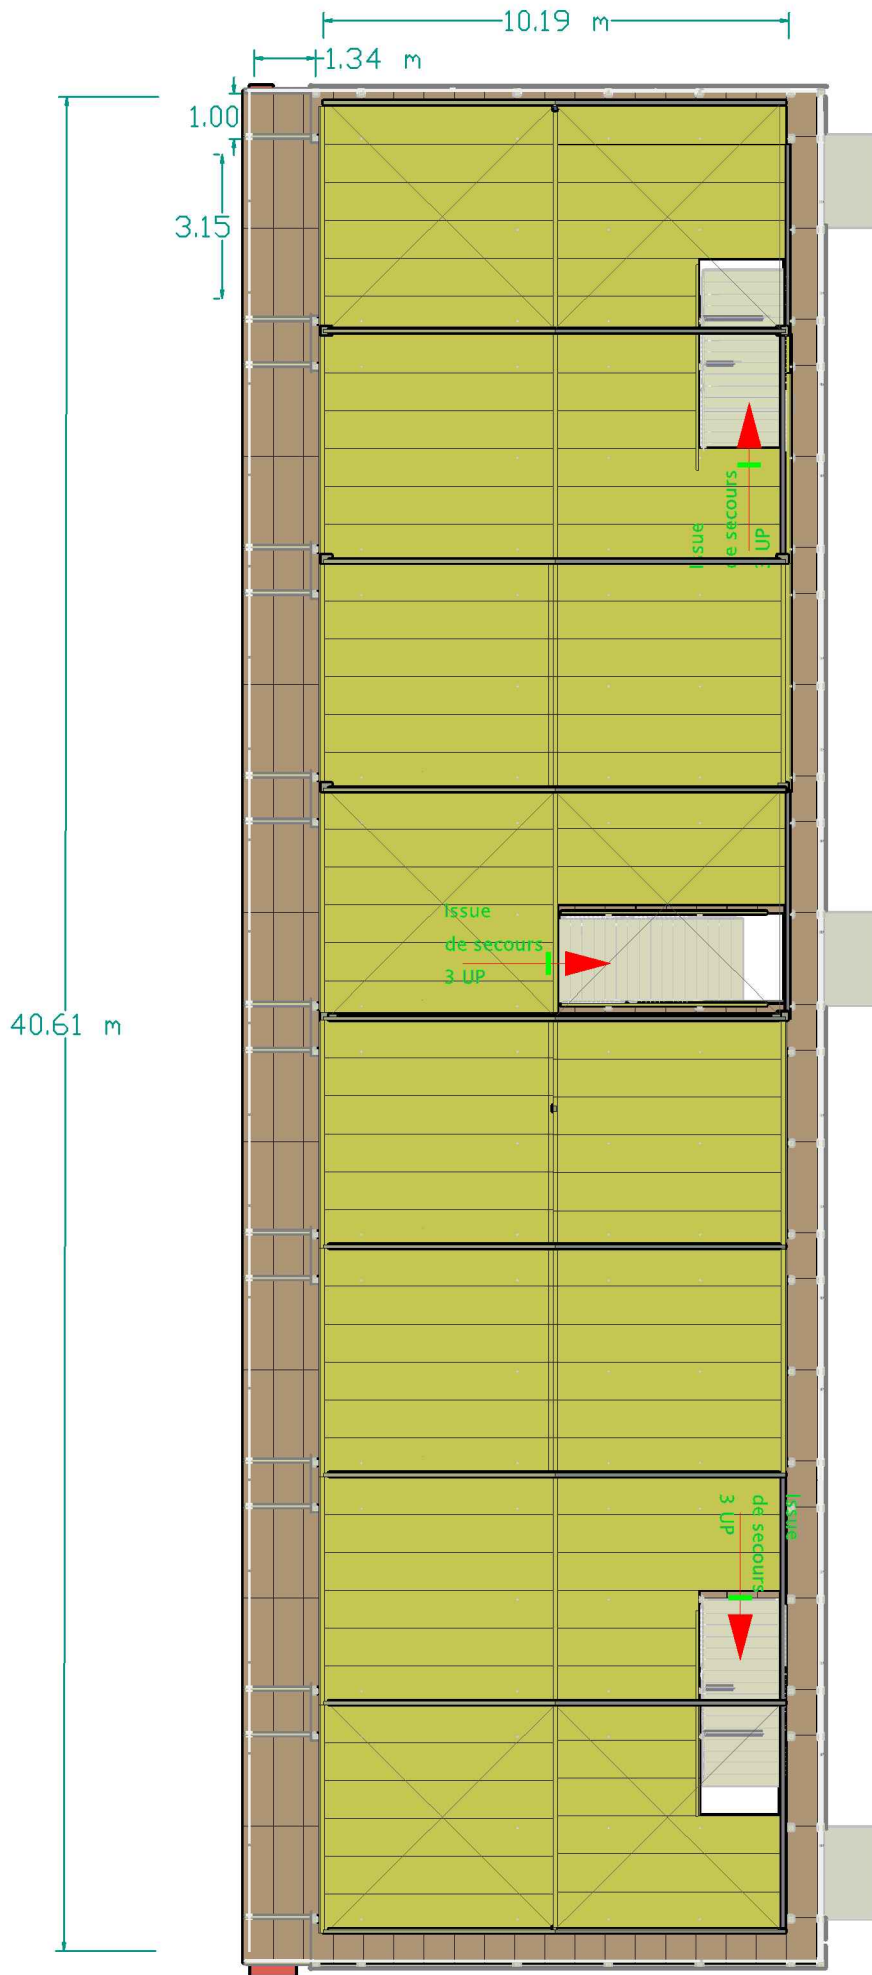 10.19 m
1.34 m
1.00
3.15
Issue
de secours
3 UP
Issue
de secours
3 UP
40.61 m
Issue
de secours
3 UP